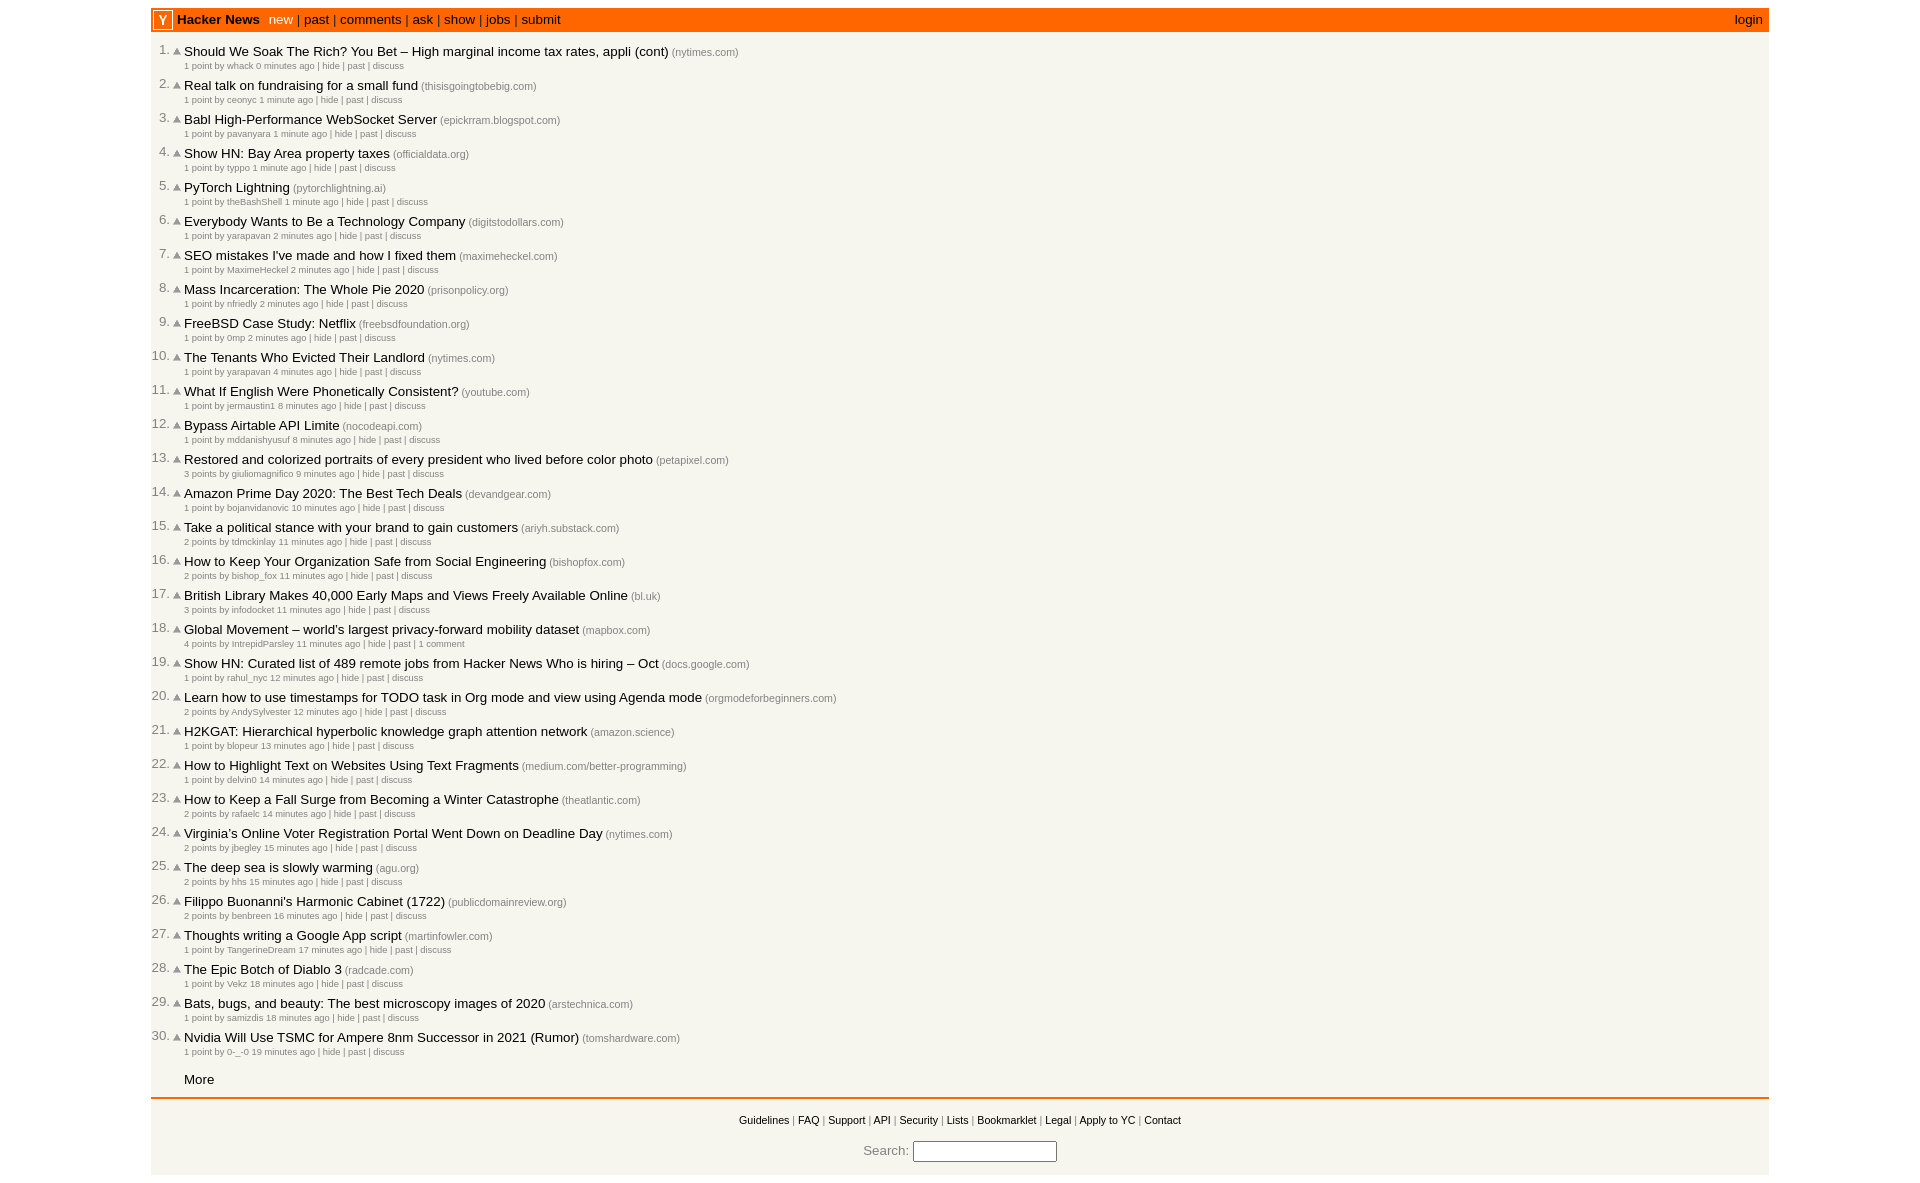 Y Hacker News new | past | comments | ask | show | jobs | submit login
1. Should We Soak The Rich? You Bet – High marginal income tax rates, appli (cont) (nytimes.com)
1 point by whack 0 minutes ago | hide | past | discuss
2. Real talk on fundraising for a small fund (thisisgoingtobebig.com)
1 point by ceonyc 1 minute ago | hide | past | discuss
3. Babl High-Performance WebSocket Server (epickrram.blogspot.com)
1 point by pavanyara 1 minute ago | hide | past | discuss
4. Show HN: Bay Area property taxes (officialdata.org)
1 point by typpo 1 minute ago | hide | past | discuss
5. PyTorch Lightning (pytorchlightning.ai)
1 point by theBashShell 1 minute ago | hide | past | discuss
6. Everybody Wants to Be a Technology Company (digitstodollars.com)
1 point by yarapavan 2 minutes ago | hide | past | discuss
7. SEO mistakes I've made and how I fixed them (maximeheckel.com)
1 point by MaximeHeckel 2 minutes ago | hide | past | discuss
8. Mass Incarceration: The Whole Pie 2020 (prisonpolicy.org)
1 point by nfriedly 2 minutes ago | hide | past | discuss
9. FreeBSD Case Study: Netflix (freebsdfoundation.org)
1 point by 0mp 2 minutes ago | hide | past | discuss
10. The Tenants Who Evicted Their Landlord (nytimes.com)
1 point by yarapavan 4 minutes ago | hide | past | discuss
11. What If English Were Phonetically Consistent? (youtube.com)
1 point by jermaustin1 8 minutes ago | hide | past | discuss
12. Bypass Airtable API Limite (nocodeapi.com)
1 point by mddanishyusuf 8 minutes ago | hide | past | discuss
13. Restored and colorized portraits of every president who lived before color photo (petapixel.com)
3 points by giuliomagnifico 9 minutes ago | hide | past | discuss
14. Amazon Prime Day 2020: The Best Tech Deals (devandgear.com)
1 point by bojanvidanovic 10 minutes ago | hide | past | discuss
15. Take a political stance with your brand to gain customers (ariyh.substack.com)
2 points by tdmckinlay 11 minutes ago | hide | past | discuss
16. How to Keep Your Organization Safe from Social Engineering (bishopfox.com)
2 points by bishop_fox 11 minutes ago | hide | past | discuss
17. British Library Makes 40,000 Early Maps and Views Freely Available Online (bl.uk)
3 points by infodocket 11 minutes ago | hide | past | discuss
18. Global Movement – world’s largest privacy-forward mobility dataset (mapbox.com)
4 points by IntrepidParsley 11 minutes ago | hide | past | 1 comment
19. Show HN: Curated list of 489 remote jobs from Hacker News Who is hiring – Oct (docs.google.com)
1 point by rahul_nyc 12 minutes ago | hide | past | discuss
20. Learn how to use timestamps for TODO task in Org mode and view using Agenda mode (orgmodeforbeginners.com)
2 points by AndySylvester 12 minutes ago | hide | past | discuss
21. H2KGAT: Hierarchical hyperbolic knowledge graph attention network (amazon.science)
1 point by blopeur 13 minutes ago | hide | past | discuss
22. How to Highlight Text on Websites Using Text Fragments (medium.com/better-programming)
1 point by delvin0 14 minutes ago | hide | past | discuss
23. How to Keep a Fall Surge from Becoming a Winter Catastrophe (theatlantic.com)
2 points by rafaelc 14 minutes ago | hide | past | discuss
24. Virginia’s Online Voter Registration Portal Went Down on Deadline Day (nytimes.com)
2 points by jbegley 15 minutes ago | hide | past | discuss
25. The deep sea is slowly warming (agu.org)
2 points by hhs 15 minutes ago | hide | past | discuss
26. Filippo Buonanni's Harmonic Cabinet (1722) (publicdomainreview.org)
2 points by benbreen 16 minutes ago | hide | past | discuss
27. Thoughts writing a Google App script (martinfowler.com)
1 point by TangerineDream 17 minutes ago | hide | past | discuss
28. The Epic Botch of Diablo 3 (radcade.com)
1 point by Vekz 18 minutes ago | hide | past | discuss
29. Bats, bugs, and beauty: The best microscopy images of 2020 (arstechnica.com)
1 point by samizdis 18 minutes ago | hide | past | discuss
30. Nvidia Will Use TSMC for Ampere 8nm Successor in 2021 (Rumor) (tomshardware.com)
1 point by 0-_-0 19 minutes ago | hide | past | discuss
More
Guidelines | FAQ | Support | API | Security | Lists | Bookmarklet | Legal | Apply to YC | Contact
Search: